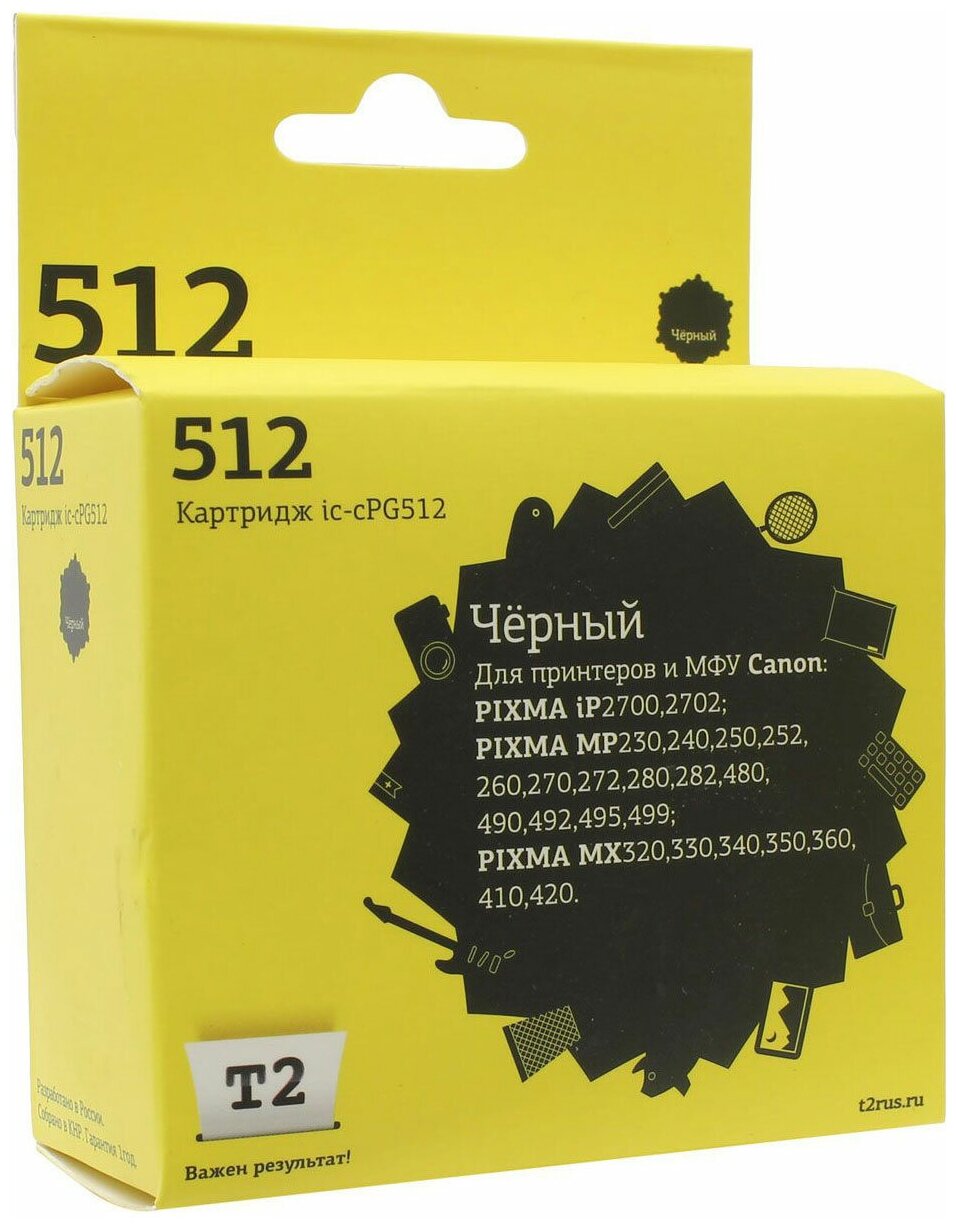 512
Чёрный
512
Картридж ic-cPG512
Чёрный
512
Картридж ic-cPG512
Чёрный
Для принтеров и МФУ Canon:
PIXMA iP2700,2702;
PIXMA MP230,240,250,252,
260,270,272,280,282,480,
490,492,495,499;
PIXMA MX320,330,340,350,360,
410,420.
T2
Важен результат!
t2rus.ru
Разработано в России.
Собрано в КНР. Гарантия 1 год.